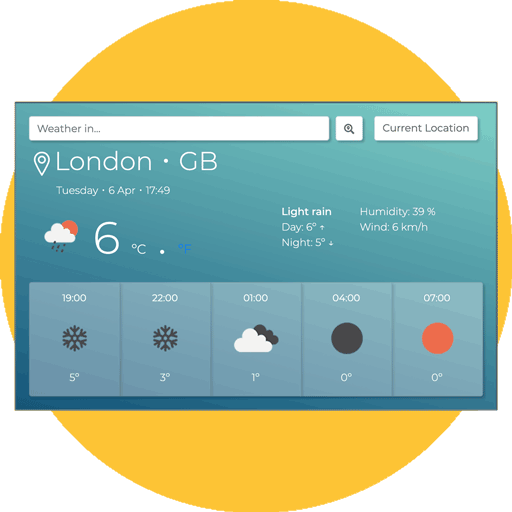 Weather in...
Current Location
London • GB
Tuesday • 6 Apr • 17:49
6 °C • °F
Light rain
Day: 6° ↑
Night: 5° ↓
Humidity: 39 %
Wind: 6 km/h
19:00
5°
22:00
3°
01:00
1°
04:00
0°
07:00
0°